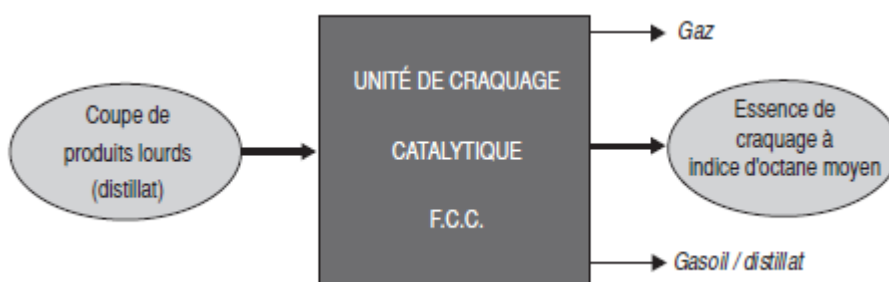 Coupe de
produits lourds
(distillat)
UNITÉ DE CRAQUAGE
CATALYTIQUE
F.C.C.
Gaz
Essence de
craquage à
indice d'octane moyen
Gasoil / distillat